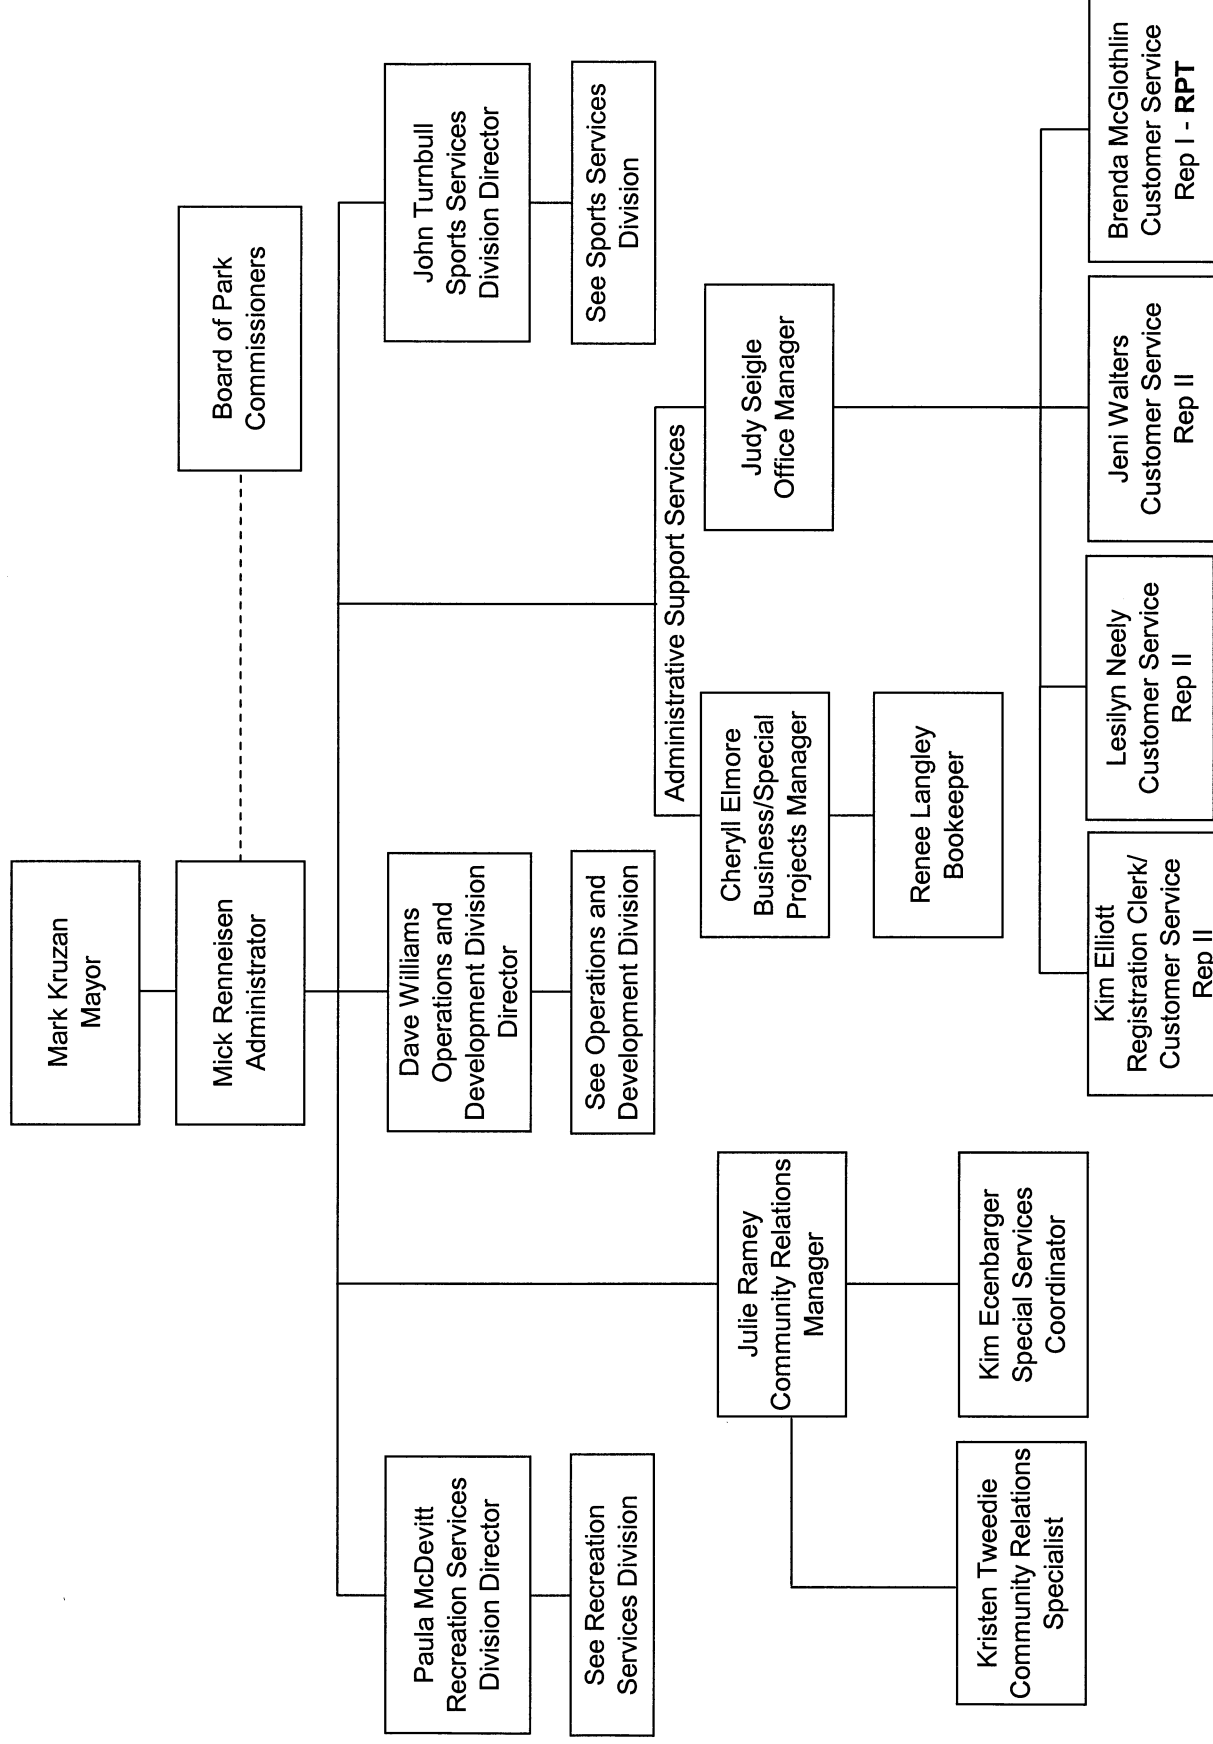 Mark Kruzan
Mayor
Mick Renneisen
Administrator
Board of Park
Commissioners
Paula McDevitt
Recreation Services
Division Director
Dave Williams
Operations and
Development Division
Director
John Turnbull
Sports Services
Division Director
See Recreation
Services Division
See Operations and
Development Division
See Sports Services
Division
Administrative Support Services
Julie Ramey
Community Relations
Manager
Cheryll Elmore
Business/Special
Projects Manager
Judy Seigle
Office Manager
Renee Langley
Bookeeper
Kristen Tweedie
Community Relations
Specialist
Kim Ecenbarger
Special Services
Coordinator
Kim Elliott
Registration Clerk/
Customer Service
Rep II
Lesilyn Neely
Customer Service
Rep II
Jeni Walters
Customer Service
Rep II
Brenda McGlothlin
Customer Service
Rep I - RPT